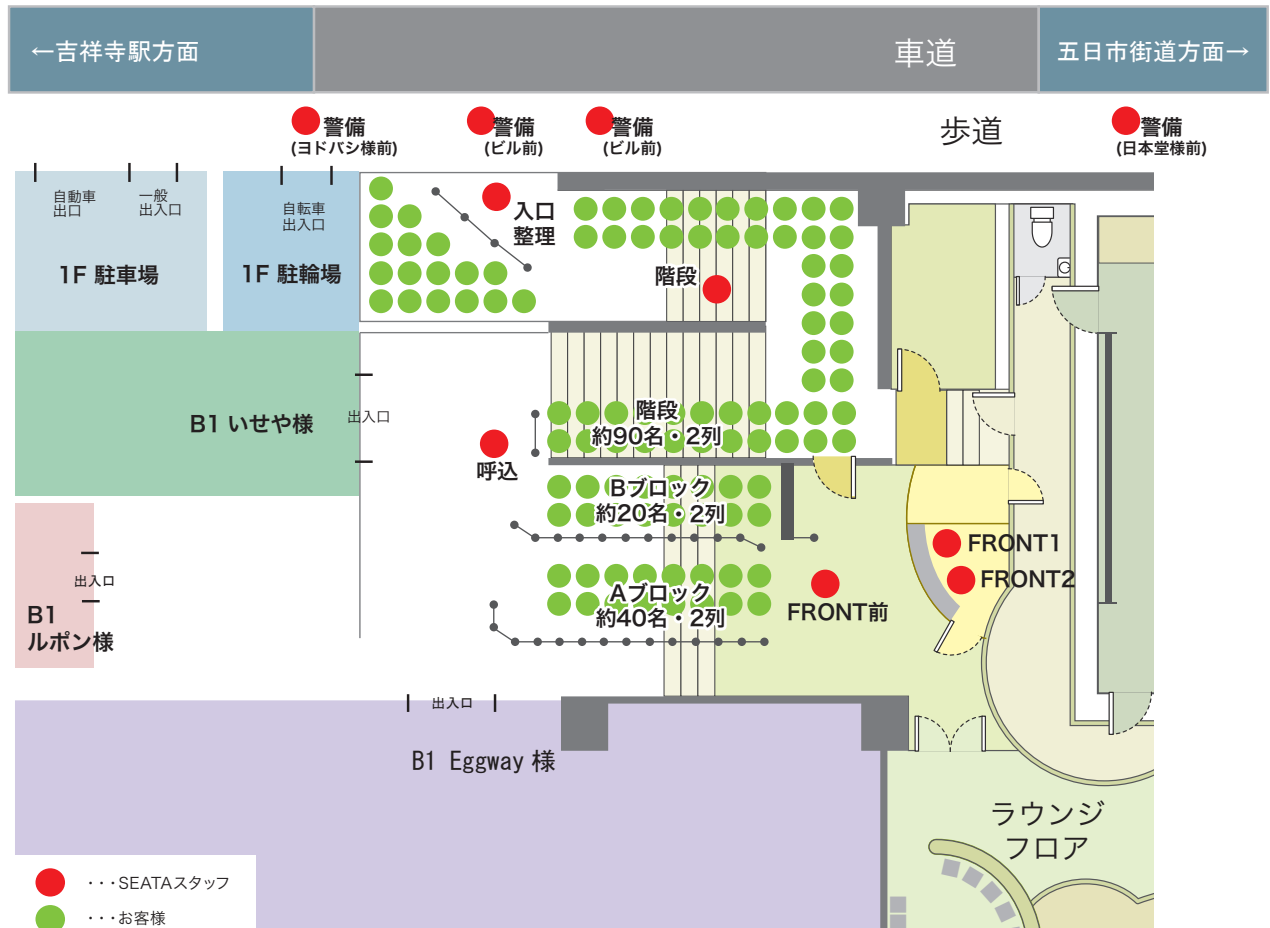 ←吉祥寺駅方面
車道
五日市街道方面→
警備
(ヨドバシ様前)
警備
(ビル前)
警備
(ビル前)
歩道
警備
(日本堂様前)
自動車
出口
一般
出入口
自転車
出入口
1F 駐車場
1F 駐輪場
入口
整理
階段
B1 いせや様
出入口
階段
約90名・2列
呼込
Bブロック
約20名・2列
FRONT1
FRONT2
Aブロック
約40名・2列
FRONT前
出入口
B1
ルポン様
出入口
B1 Eggway 様
ラウンジ
フロア
・・・SEATAスタッフ
・・・お客様